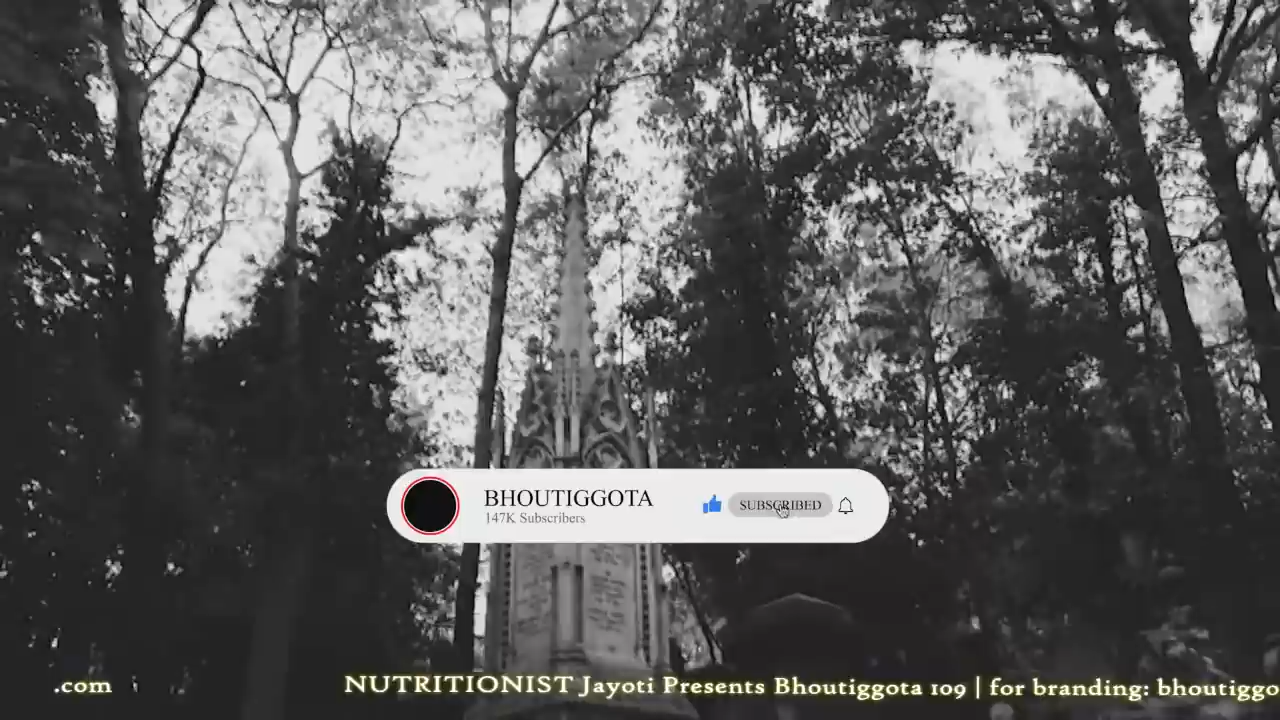 BHOUTIGGOTA
147K Subscribers
SUBSCRIBED
.com NUTRITIONIST Jayoti Presents Bhoutiggota 109 | for branding: bhoutiggo